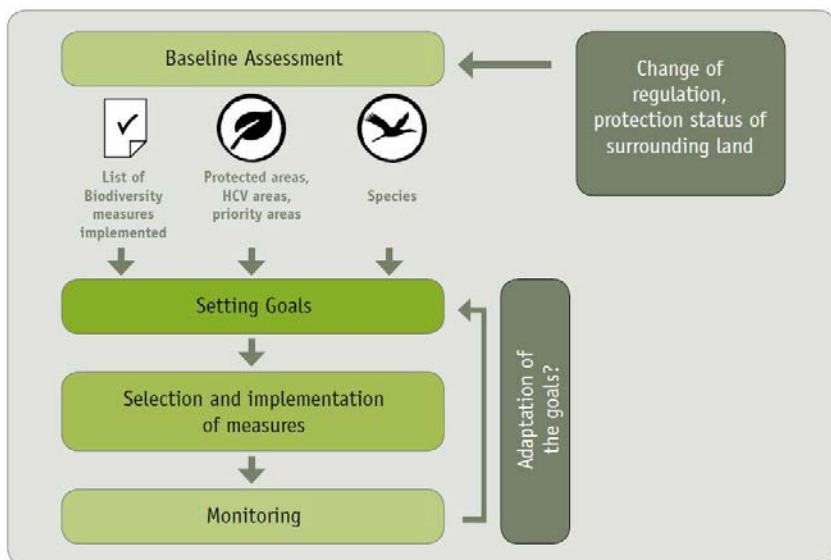 Baseline Assessment
Change of
regulation,
protection status of
surrounding land
List of
Biodiversity
measures
implemented
Protected areas,
HCV areas,
priority areas
Species
Setting Goals
Selection and implementation
of measures
Adaptation of
the goals?
Monitoring